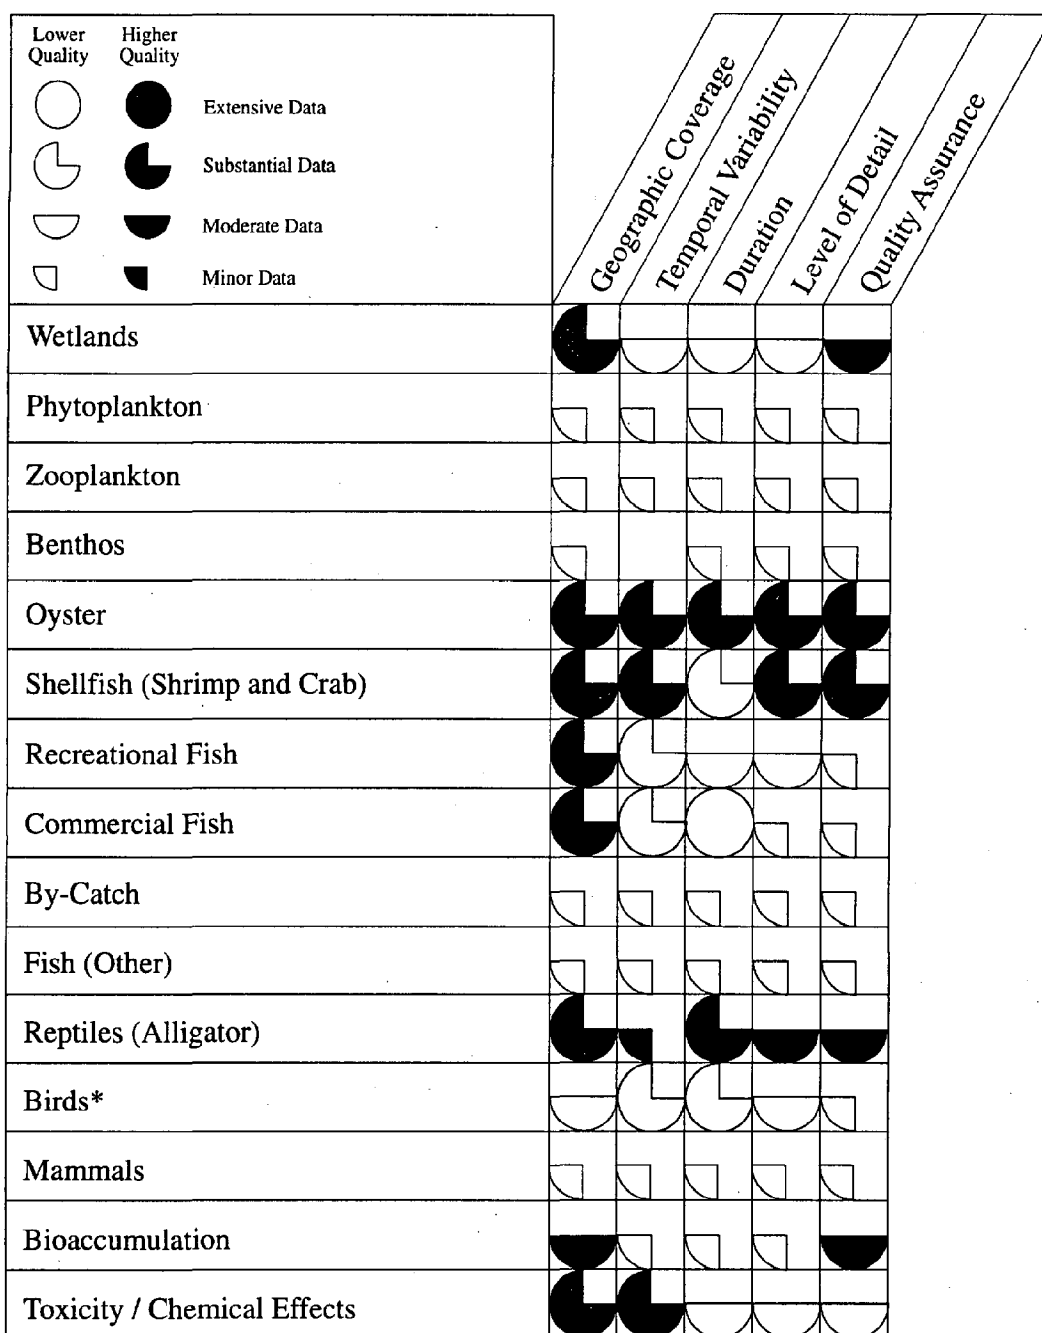 Lower Higher
Quality Quality
Extensive Data
Substantial Data
Moderate Data
Minor Data
Geographic Coverage
Temporal Variability
Duration
Level of Detail
Quality Assurance
Wetlands
Phytoplankton
Zooplankton
Benthos
Oyster
Shellfish (Shrimp and Crab)
Recreational Fish
Commercial Fish
By-Catch
Fish (Other)
Reptiles (Alligator)
Birds*
Mammals
Bioaccumulation
Toxicity / Chemical Effects